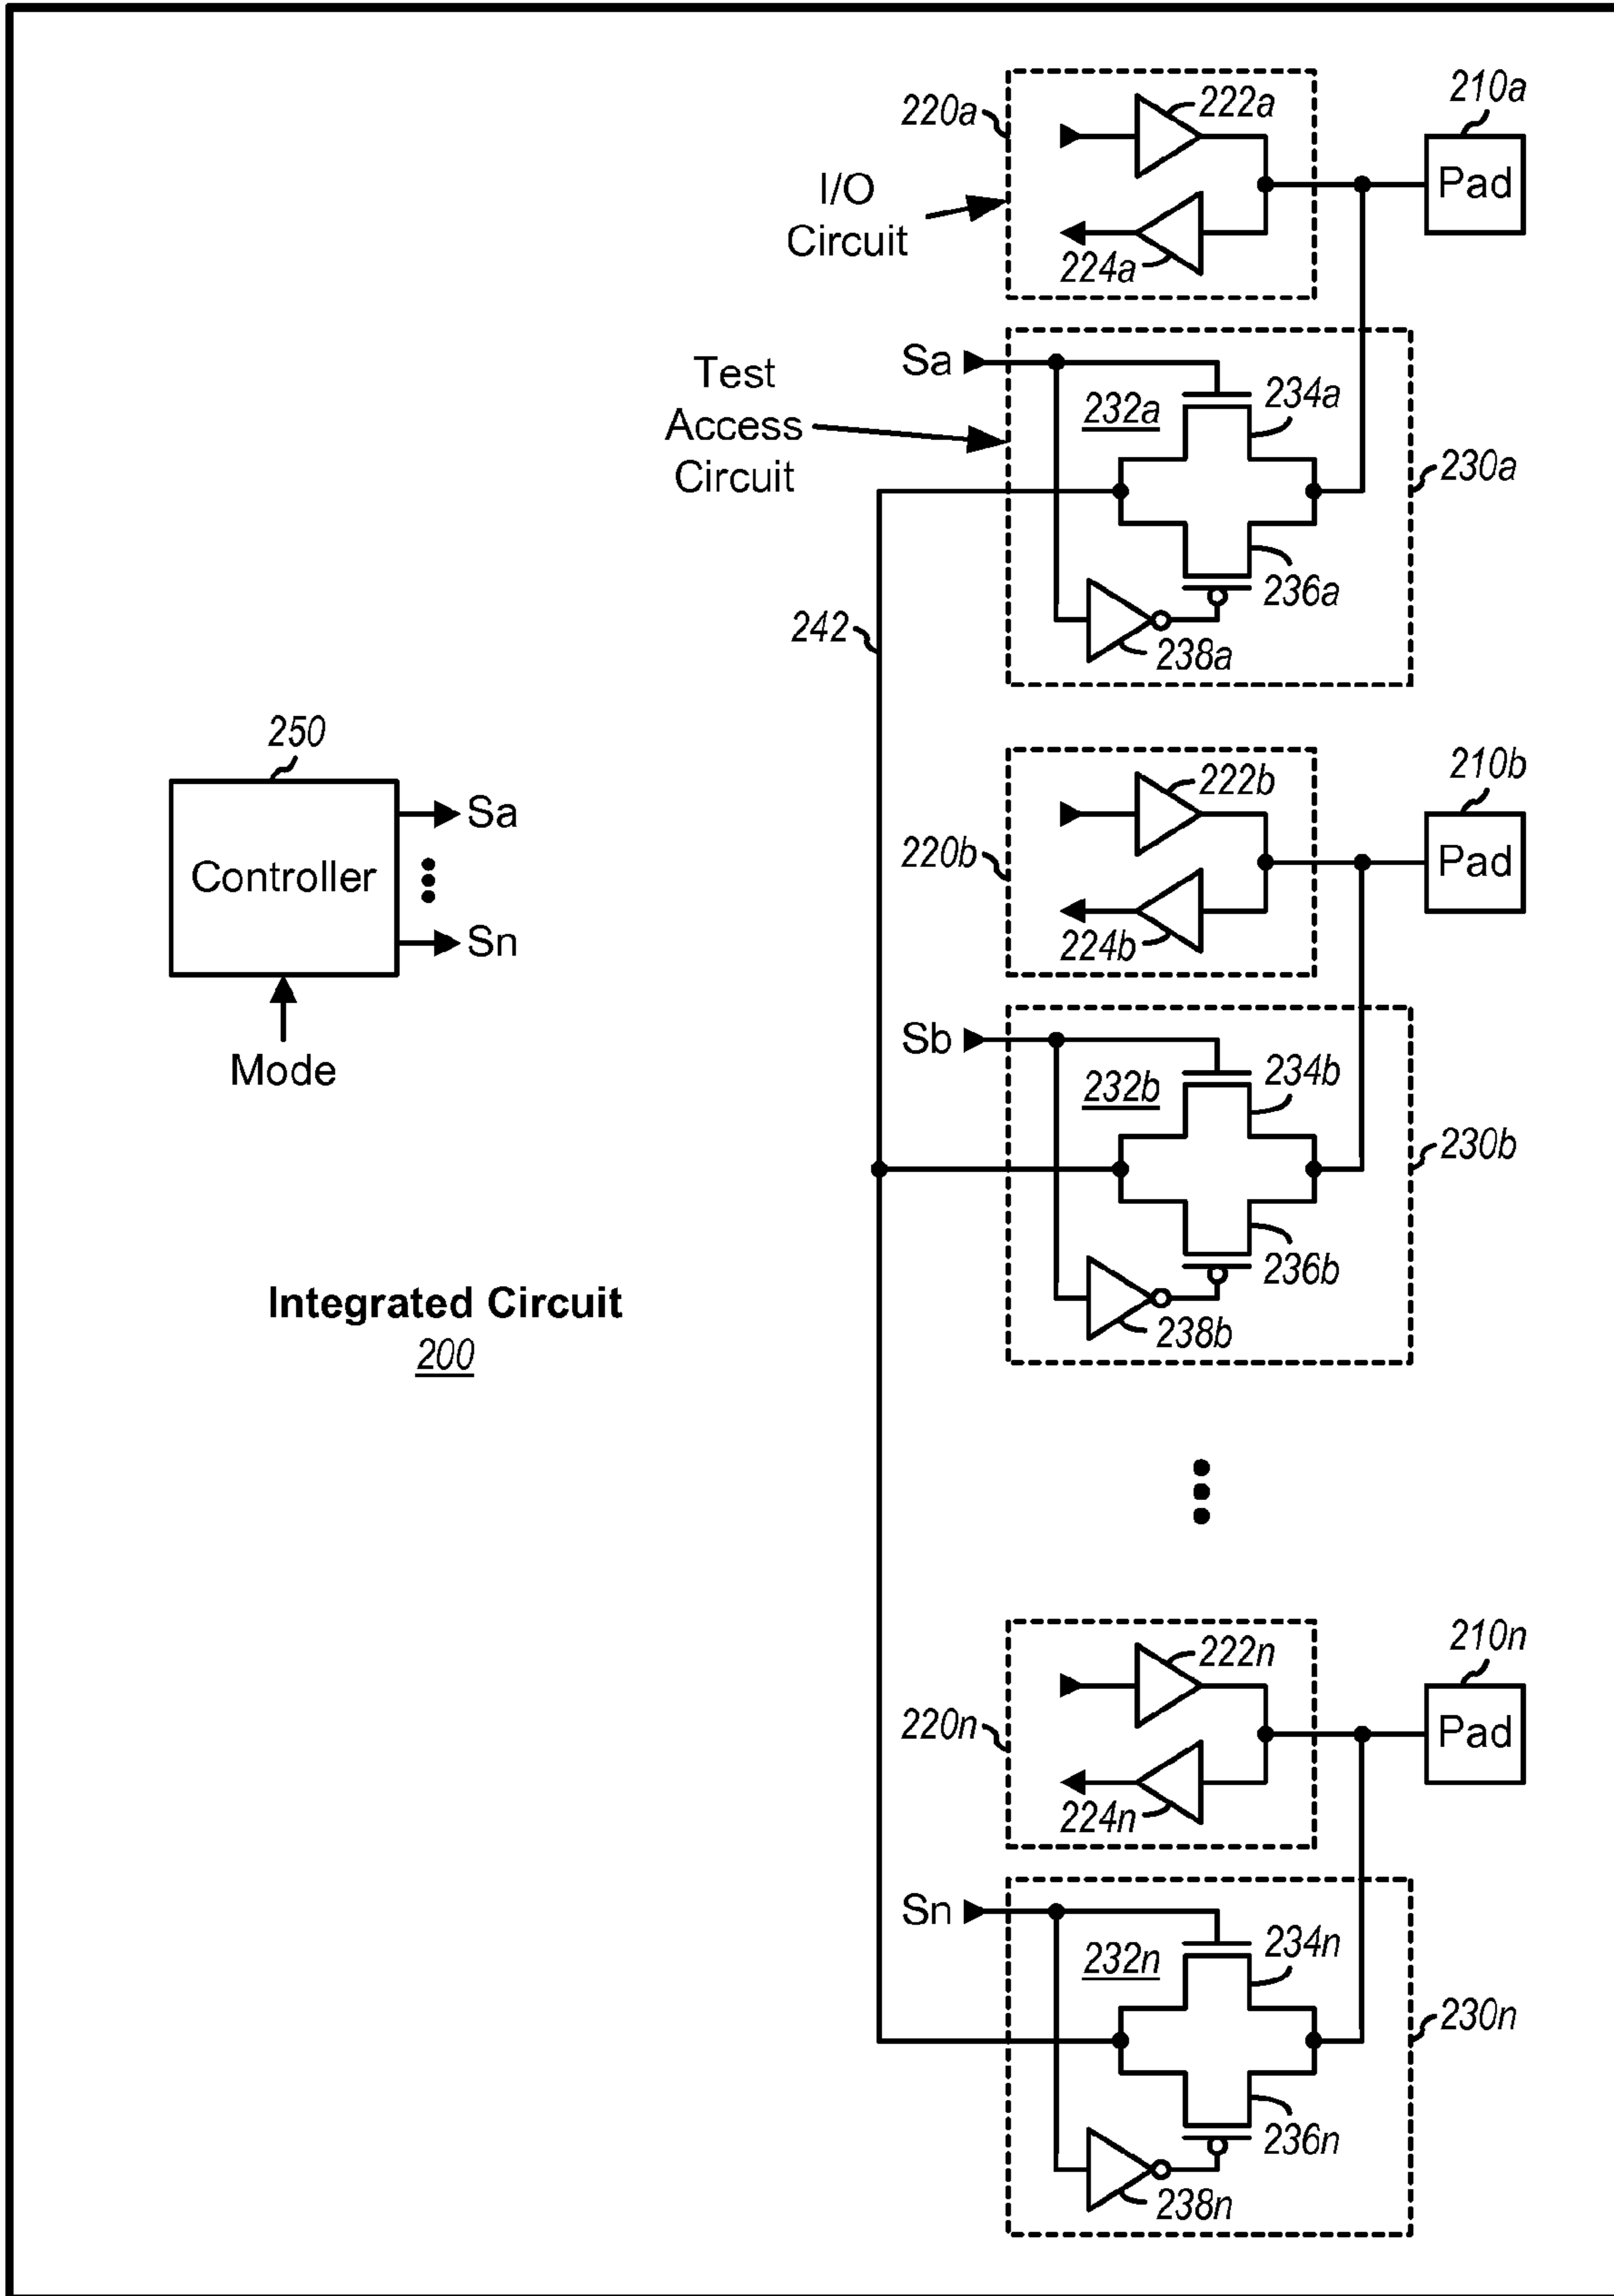 210a
220a
222a
Pad
I/O
Circuit
224a
Sa
Test
Access
Circuit
232a
234a
230a
236a
242
238a
250
Controller
Sa
Sn
Mode
210b
222b
220b
Pad
224b
Sb
232b
234b
230b
236b
238b
Integrated Circuit
200
210n
222n
220n
Pad
224n
Sn
232n
234n
230n
236n
238n